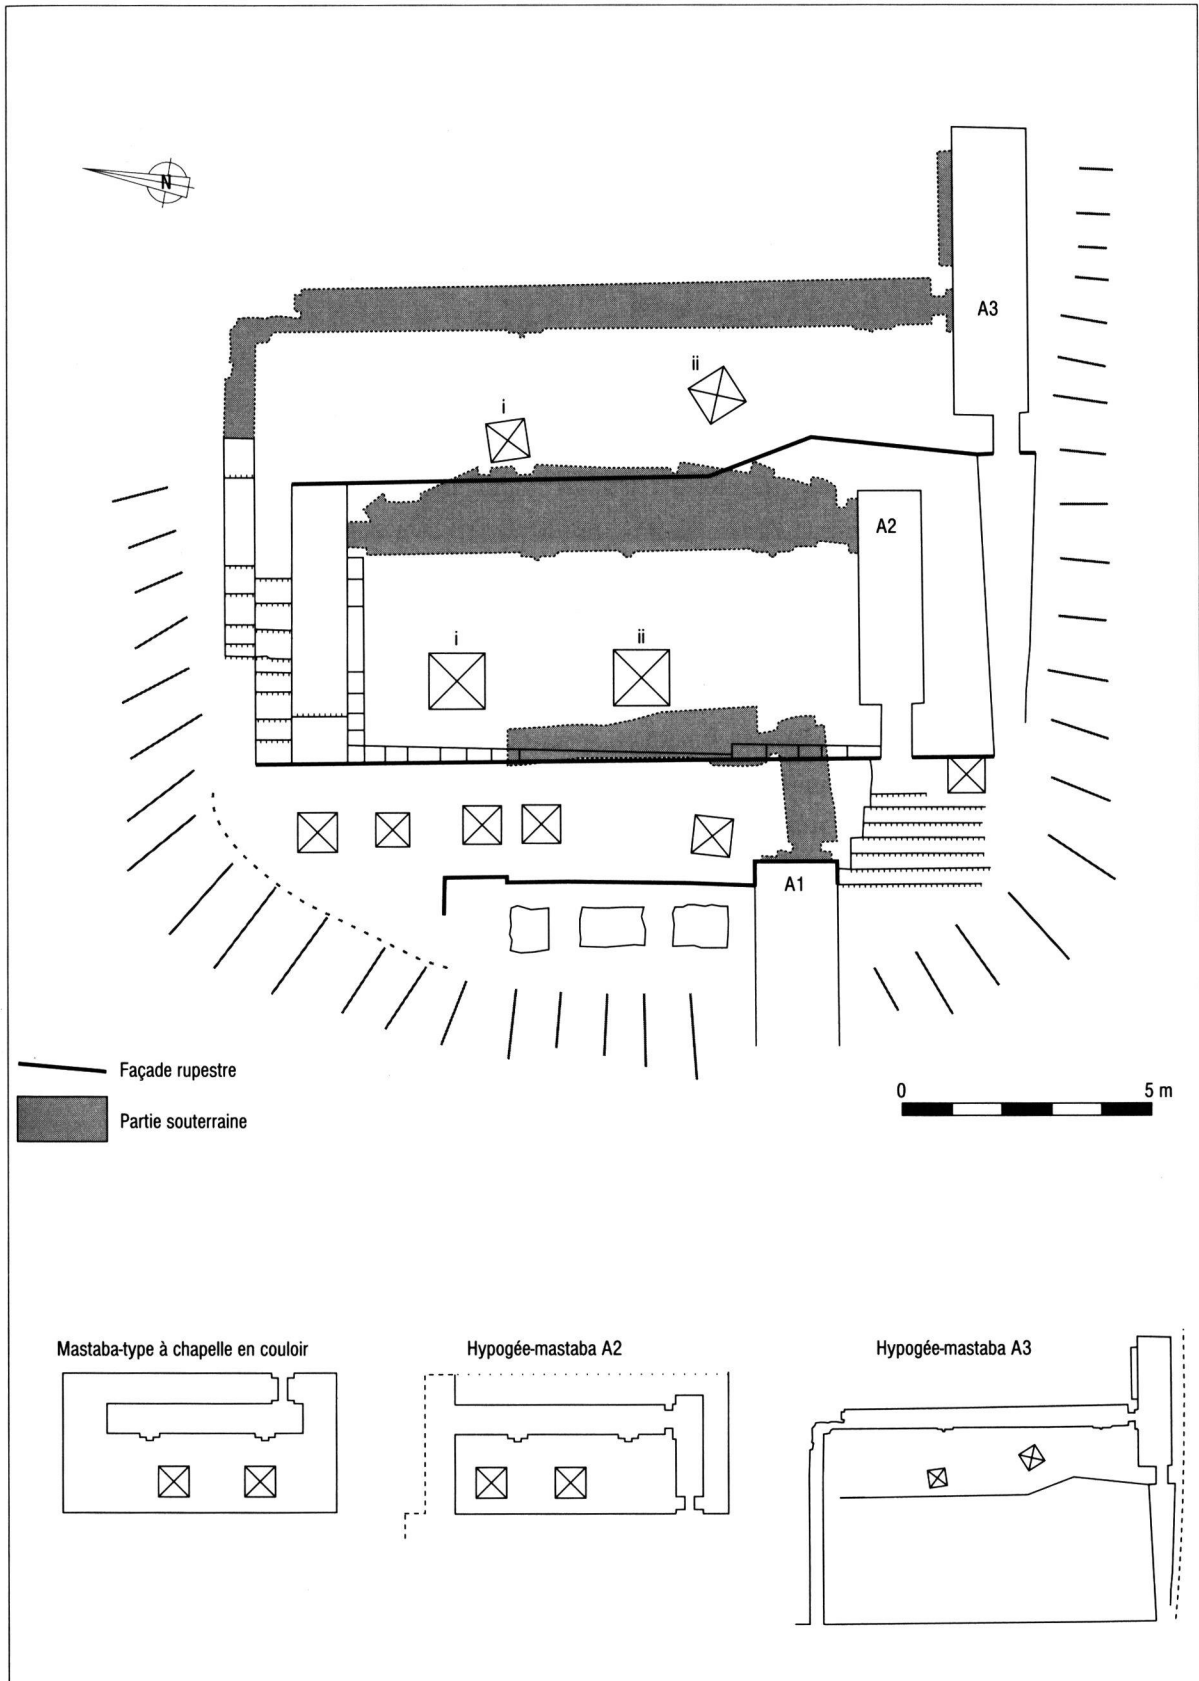 N
A3
ii
i
A2
i
ii
A1
Façade rupestre
0 5 m
Partie souterraine
Mastaba-type à chapelle en couloir
Hypogée-mastaba A2
Hypogée-mastaba A3